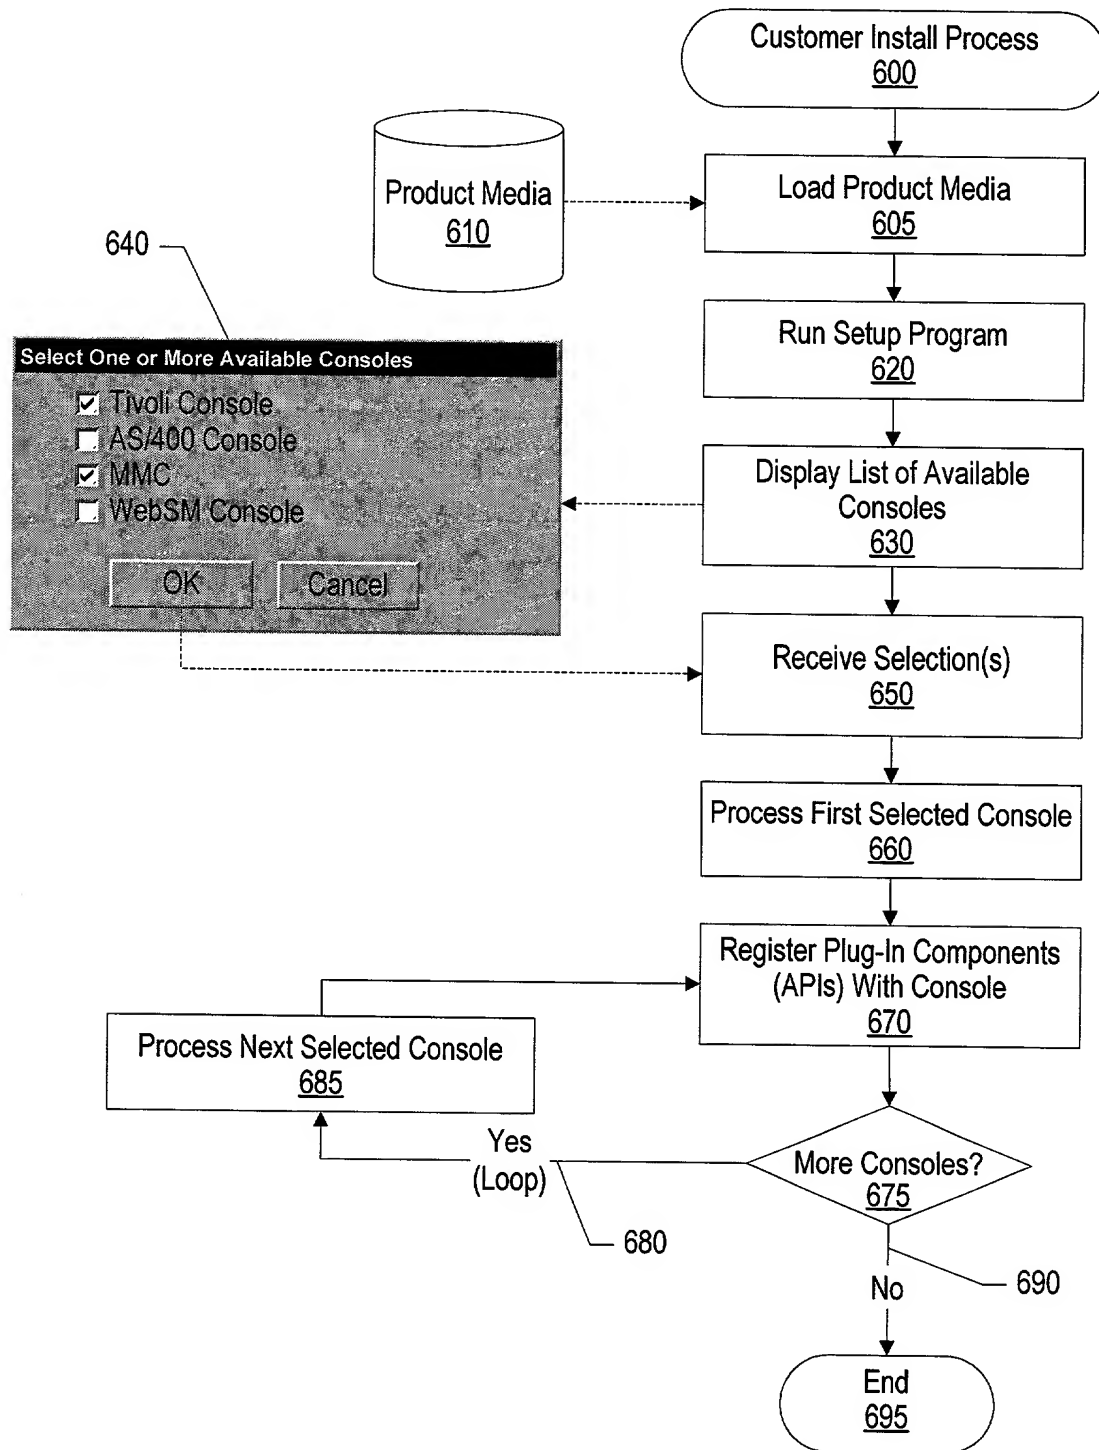 Customer Install Process
600
Product Media
610
Load Product Media
605
640
Run Setup Program
620
Select One or More Available Consoles
Tivoli Console
AS/400 Console
MMC
WebSM Console
OK
Cancel
Display List of Available
Consoles
630
Receive Selection(s)
650
Process First Selected Console
660
Register Plug-In Components
(APIs) With Console
670
Process Next Selected Console
685
Yes
(Loop)
More Consoles?
675
680
690
No
End
695